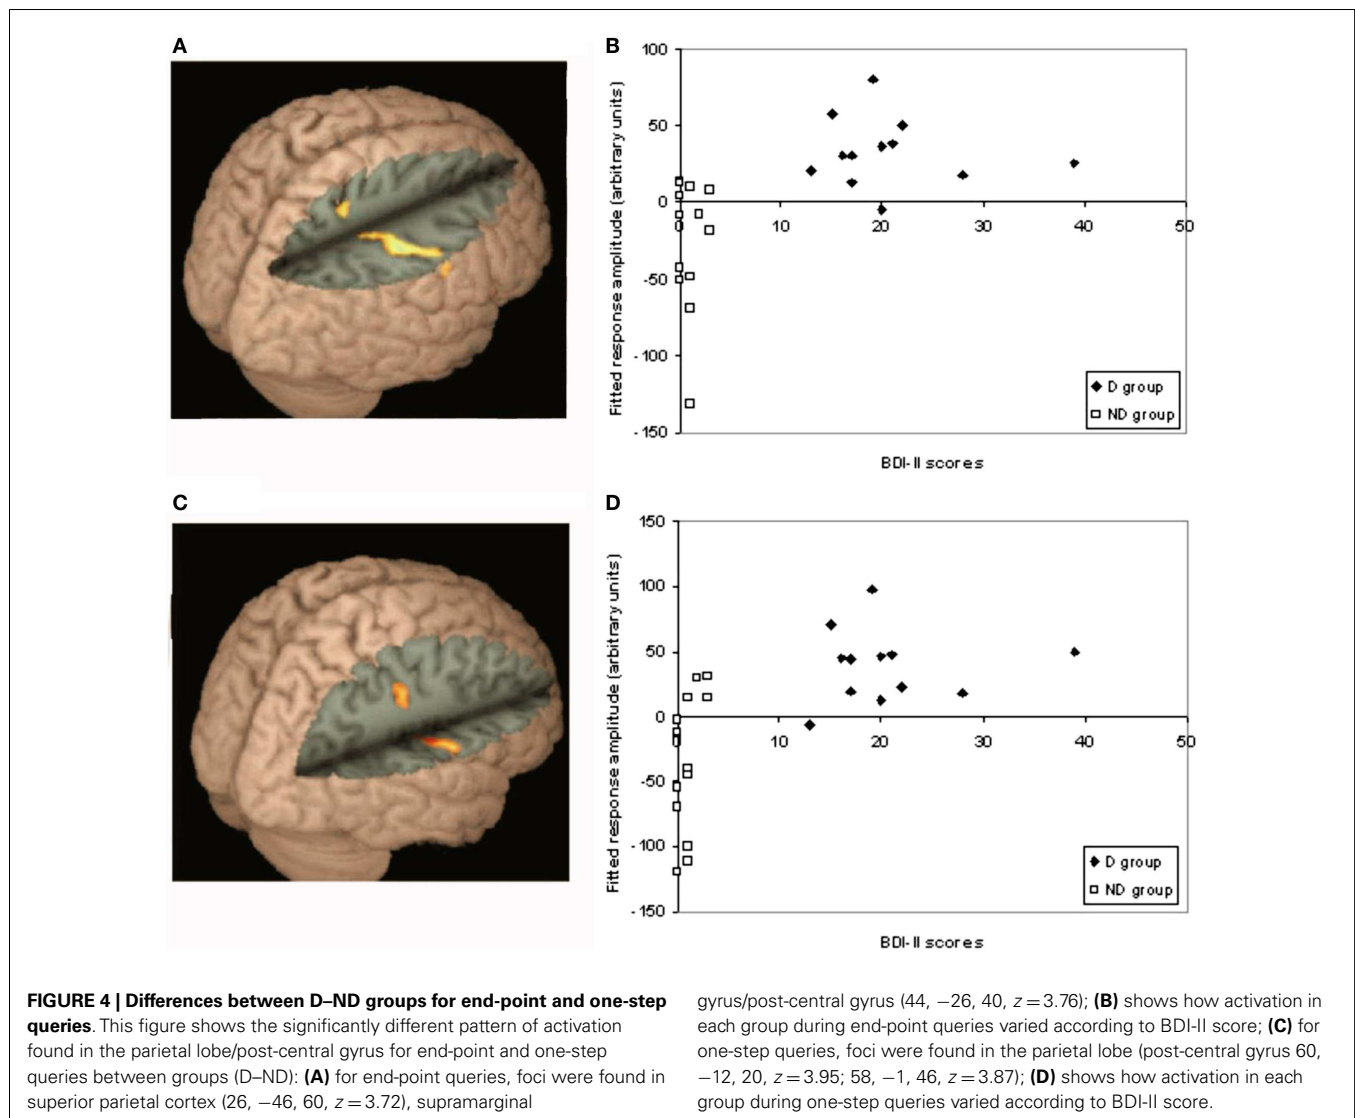 A
B
100
50
0
-50
-100
-150
0
10
20
30
40
50
Fitted response amplitude (arbitrary units)
BDI-II scores
D group
ND group
C
D
150
100
50
0
-50
-100
-150
10
20
30
40
50
Fitted response amplitude (arbitrary units)
BDI-II scores
D group
ND group
FIGURE 4 | Differences between D–ND groups for end-point and one-step
queries. This figure shows the significantly different pattern of activation
found in the parietal lobe/post-central gyrus for end-point and one-step
queries between groups (D–ND): (A) for end-point queries, foci were found in
superior parietal cortex (26, −46, 60, z = 3.72), supramarginal
gyrus/post-central gyrus (44, −26, 40, z = 3.76); (B) shows how activation in
each group during end-point queries varied according to BDI-II score; (C) for
one-step queries, foci were found in the parietal lobe (post-central gyrus 60,
−12, 20, z = 3.95; 58, −1, 46, z = 3.87); (D) shows how activation in each
group during one-step queries varied according to BDI-II score.